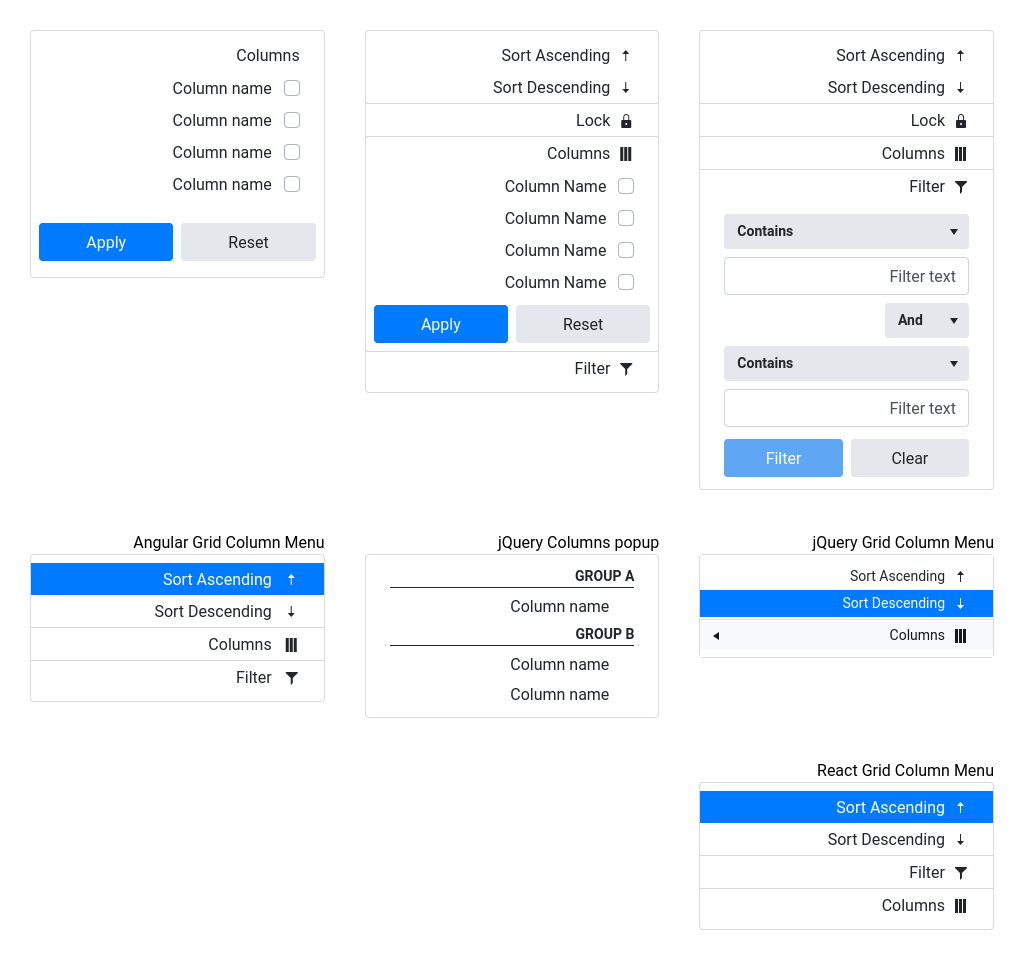 Columns
Column name
Column name
Column name
Column name
Apply
Reset
Sort Ascending
Sort Descending
Lock
Columns
Column Name
Column Name
Column Name
Column Name
Apply
Reset
Filter
Sort Ascending
Sort Descending
Lock
Columns
Filter
Contains
Filter text
And
Contains
Filter text
Filter
Clear
Angular Grid Column Menu
Sort Ascending
Sort Descending
Columns
Filter
jQuery Columns popup
GROUP A
Column name
GROUP B
Column name
Column name
jQuery Grid Column Menu
Sort Ascending
Sort Descending
Columns
React Grid Column Menu
Sort Ascending
Sort Descending
Filter
Columns